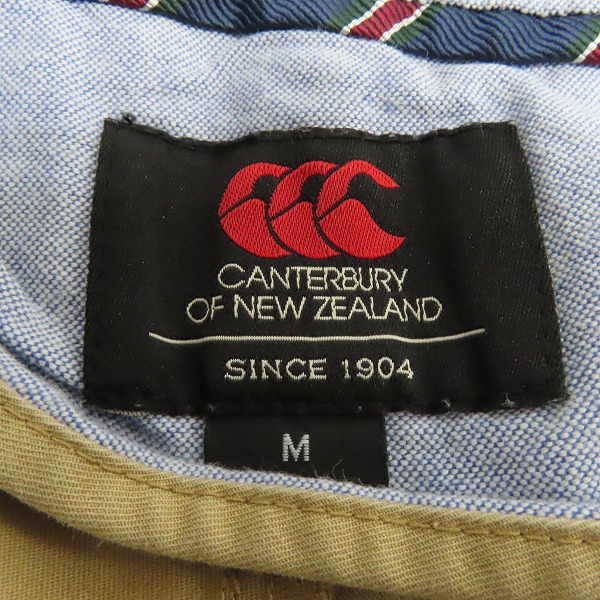 CANTERBURY
OF NEW ZEALAND
SINCE 1904
M